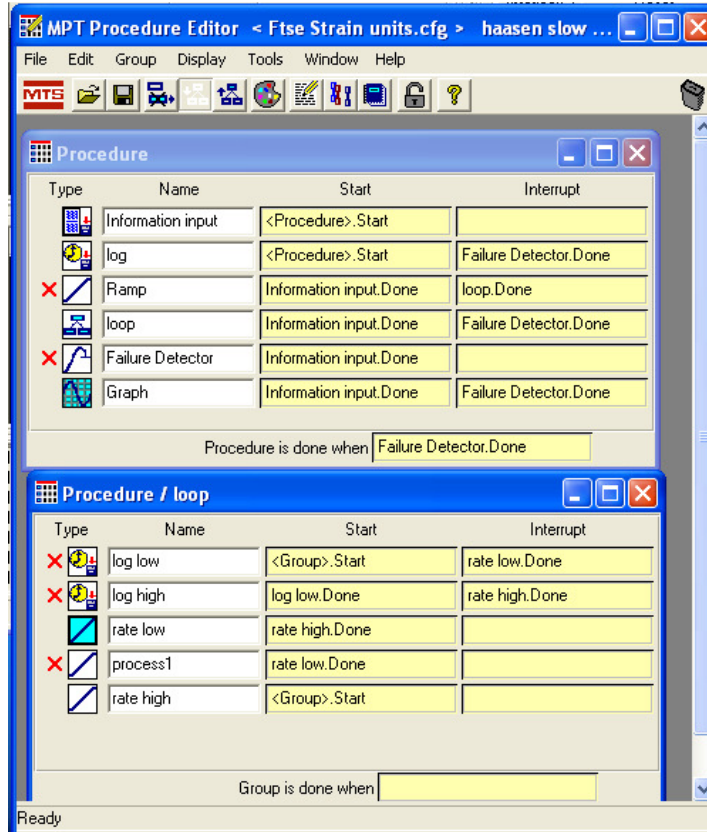 MPT Procedure Editor < Ftse Strain units.cfg > haasen slow ...
File Edit Group Display Tools Window Help
MTS
Procedure
Type Name Start Interrupt
Information input <Procedure>.Start
log <Procedure>.Start Failure Detector.Done
Ramp Information input.Done loop.Done
loop Information input.Done Failure Detector.Done
Failure Detector Information input.Done
Graph Information input.Done Failure Detector.Done
Procedure is done when Failure Detector.Done
Procedure / loop
Type Name Start Interrupt
log low <Group>.Start rate low.Done
log high log low.Done rate high.Done
rate low rate high.Done
process1 rate low.Done
rate high <Group>.Start
Group is done when
Ready